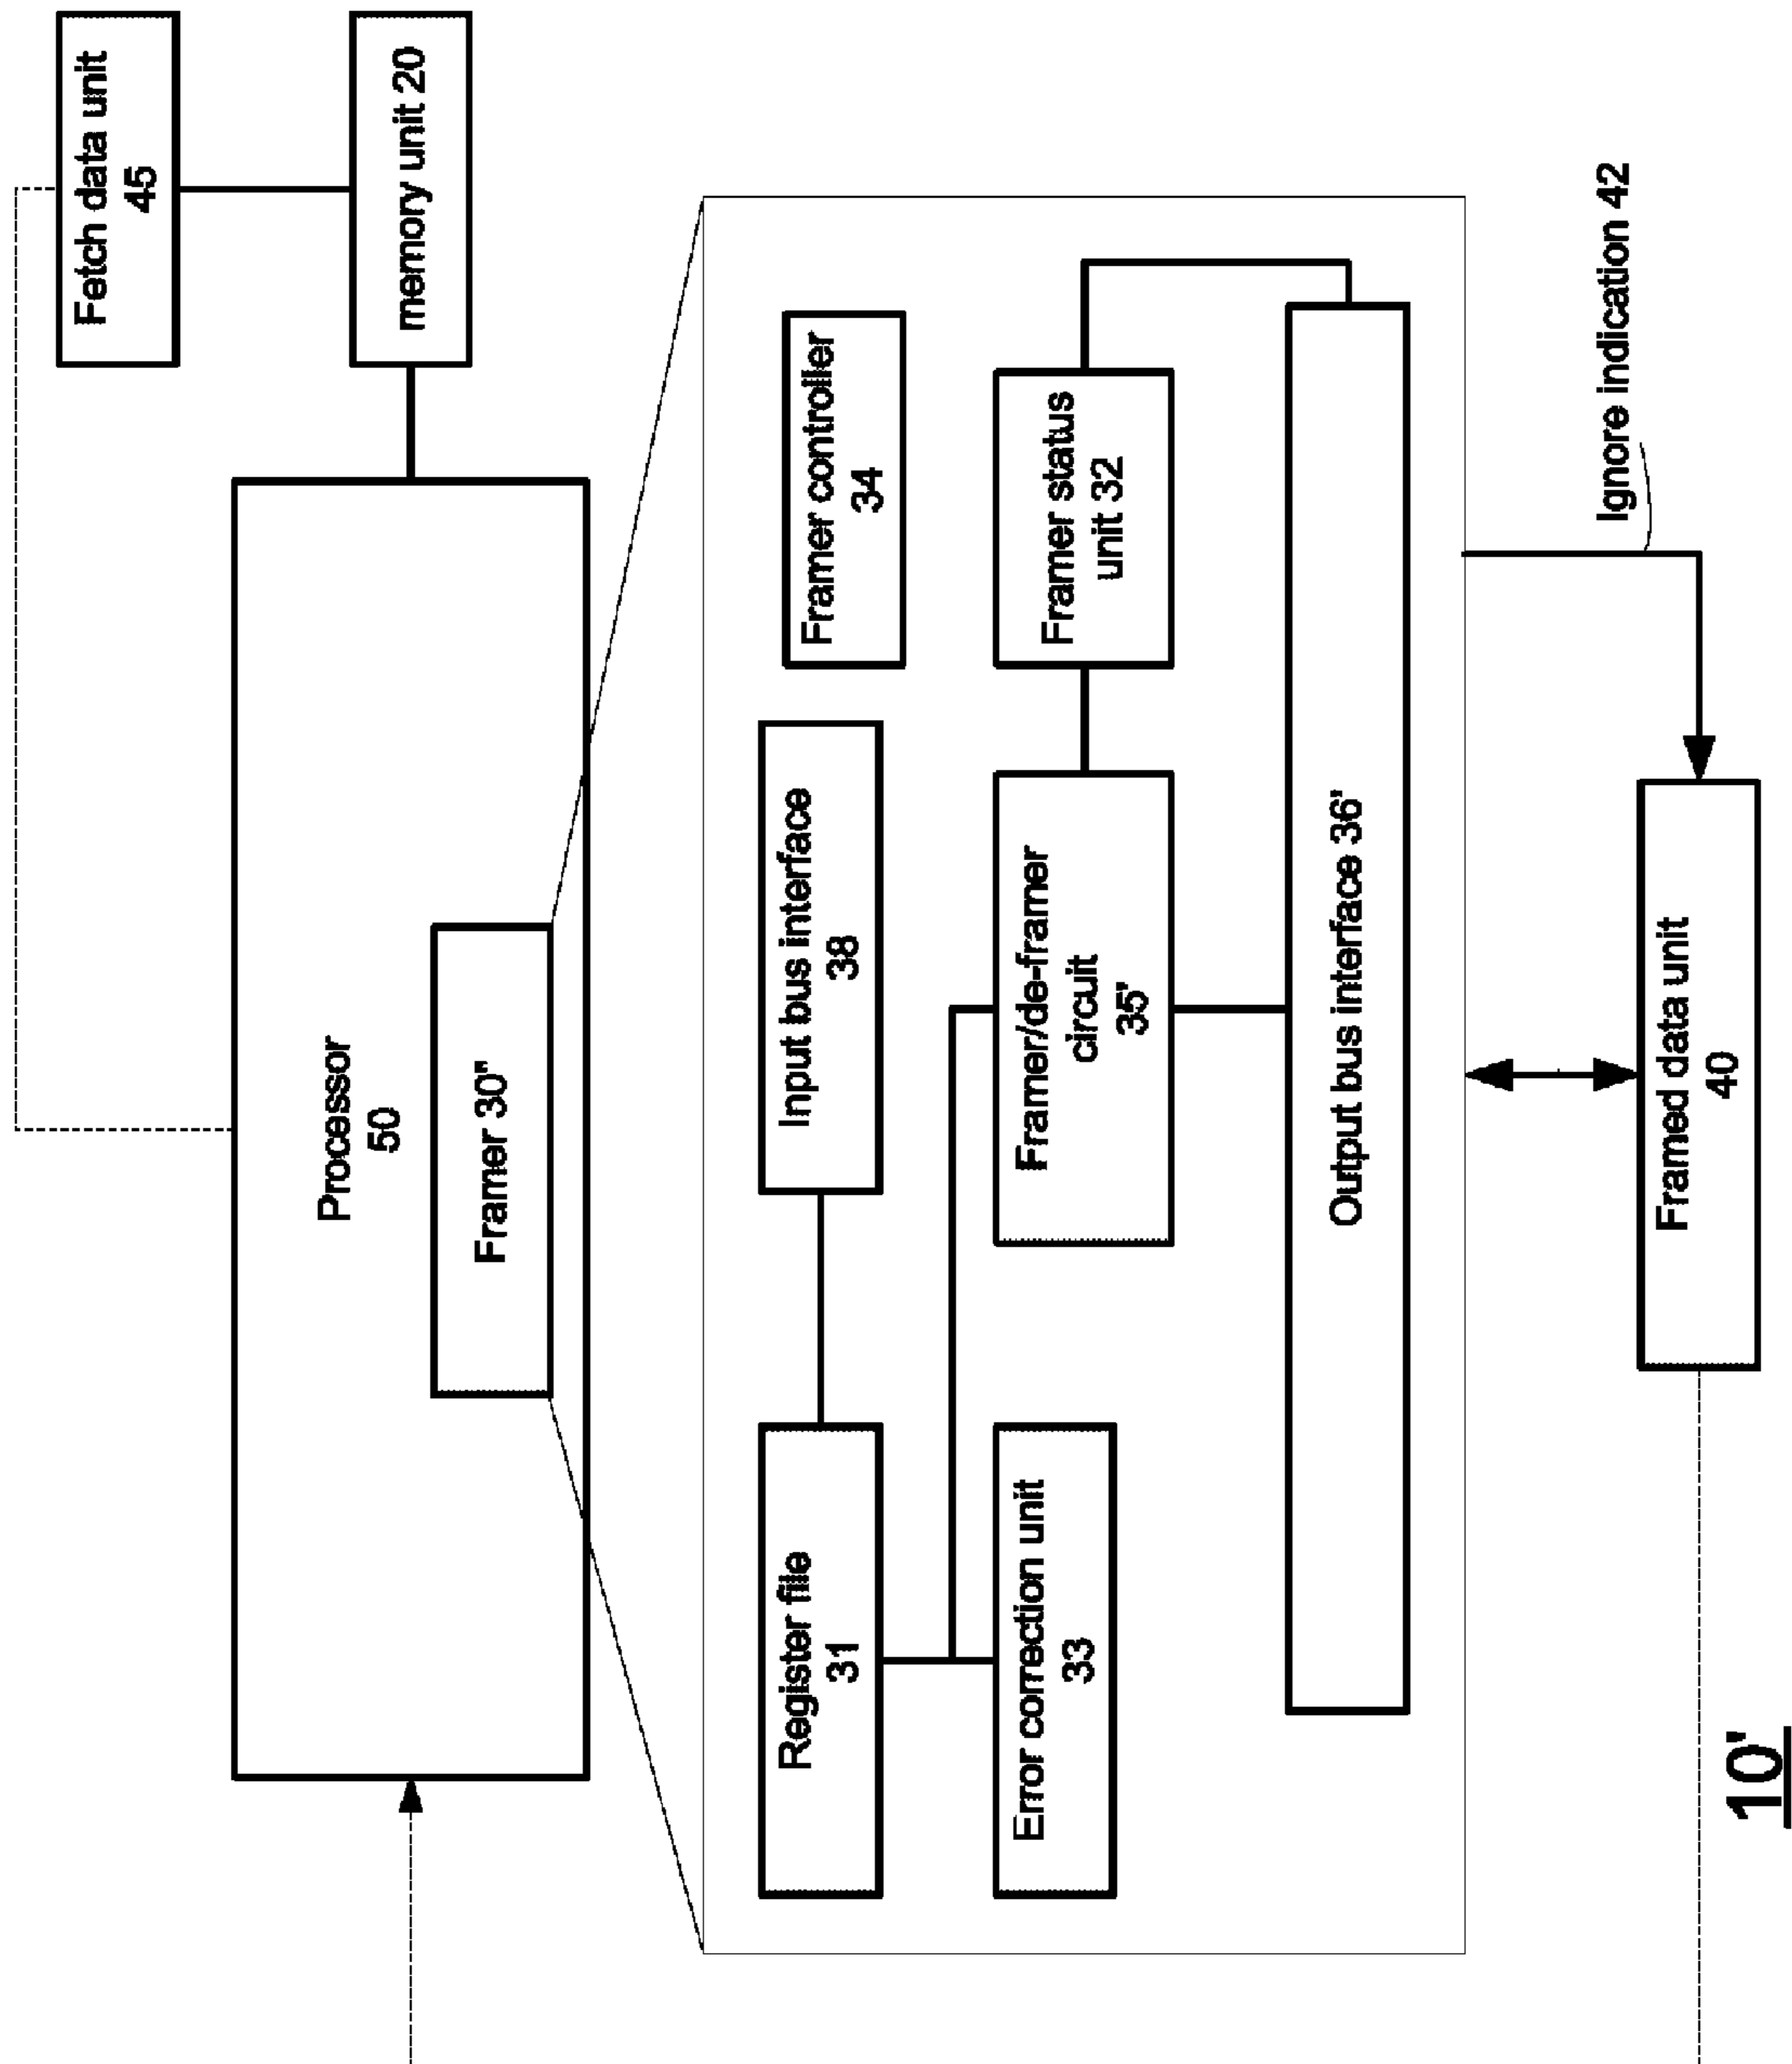 Fetch data unit
45
memory unit 20
Processor
50
Framer 30"
Register file
31
Input bus interface
38
Framer controller
34
Error correction unit
33
Framer/de-framer
circuit
35'
Framer status
unit 32
Output bus interface 36'
Ignore indication 42
Framed data unit
40
10'